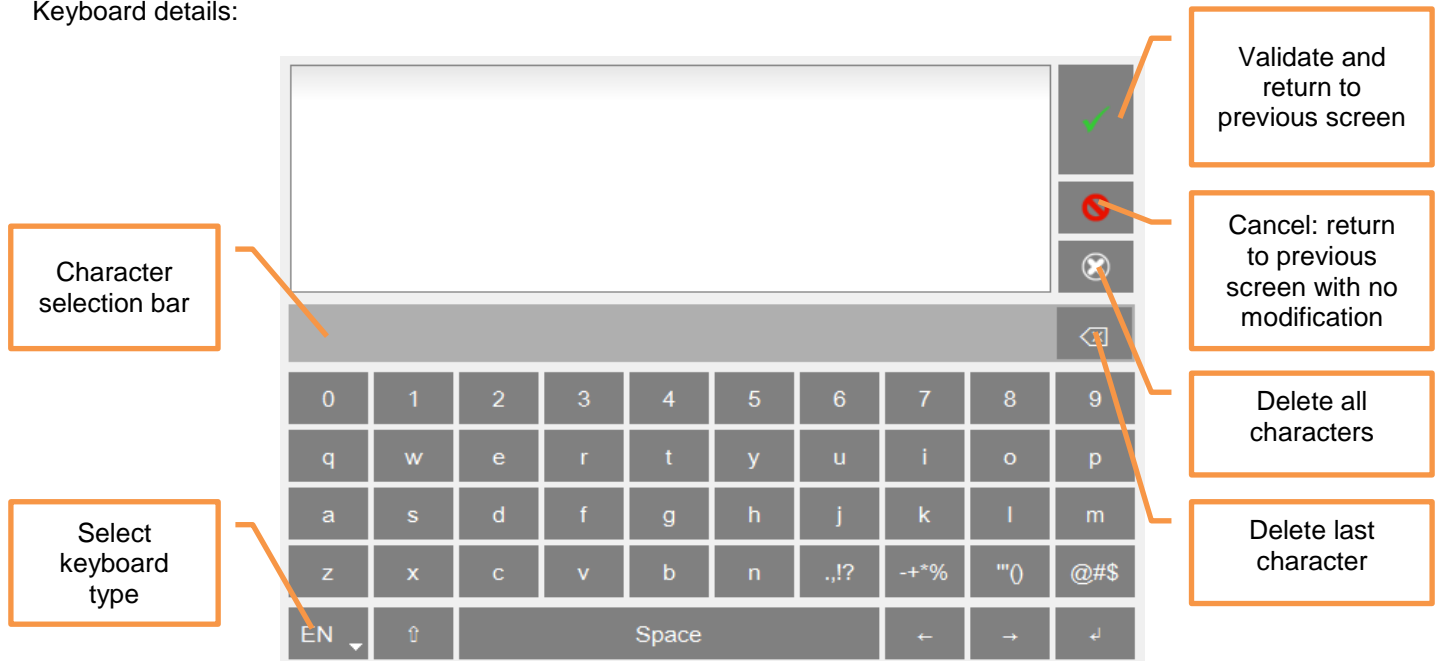 Keyboard details:
Validate and
return to
previous screen
Cancel: return
to previous
screen with no
modification
Character
selection bar
0 1 2 3 4 5 6 7 8 9
Delete all
characters
q w e r t y u i o p
a s d f g h j k l m
Select
keyboard
type
Delete last
character
z x c v b n .,!? -+*% "'() @#$
EN ⇧ Space ← → ↲